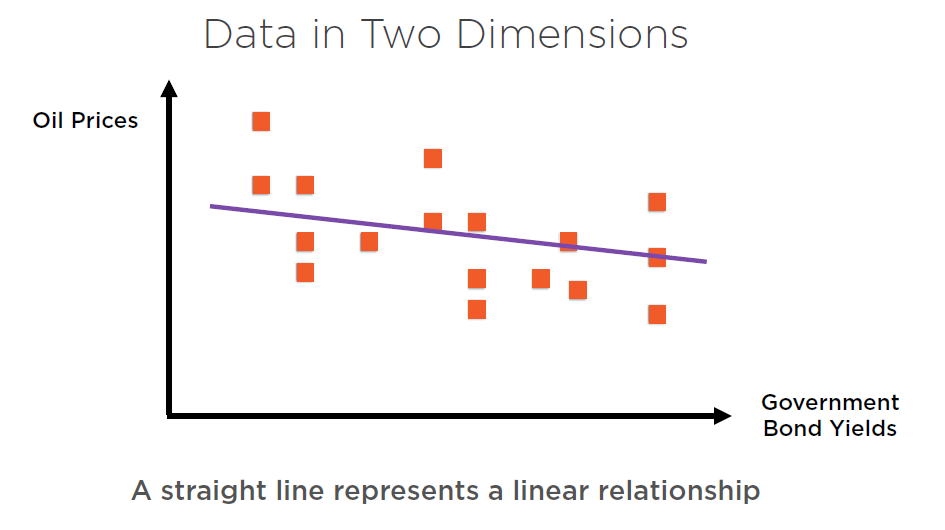 Data in Two Dimensions
Oil Prices
Government
Bond Yields
A straight line represents a linear relationship